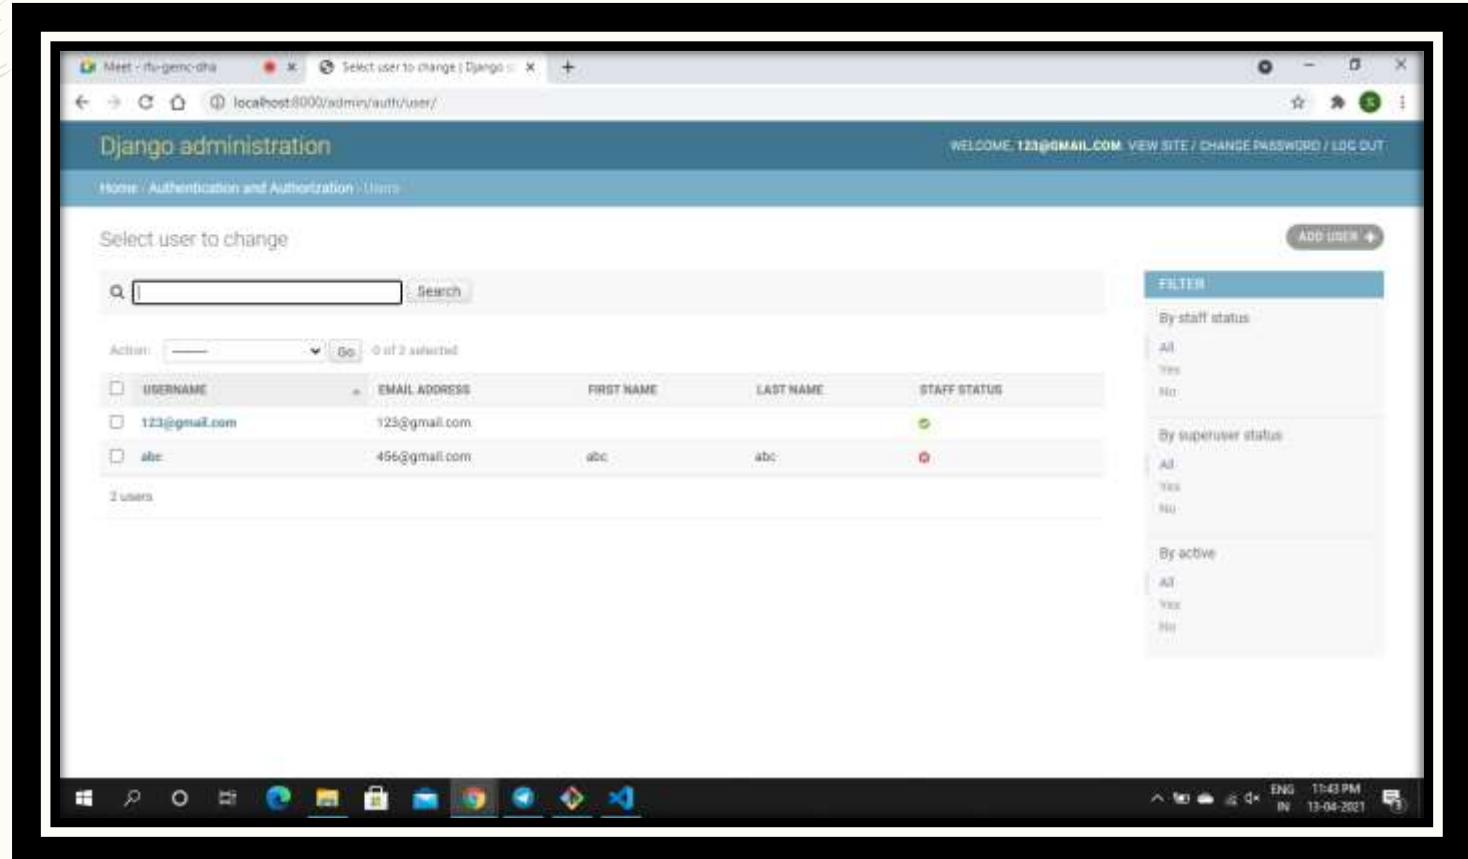 Meet - rfu-gemc-dha
Select user to change | Django s
localhost:8000/admin/auth/user/
Django administration
WELCOME, 123@GMAIL.COM. VIEW SITE / CHANGE PASSWORD / LOG OUT
Home › Authentication and Authorization › Users
Select user to change
ADD USER +
Search
FILTER
By staff status
All
Yes
No
Action: --------- Go 0 of 2 selected
USERNAME EMAIL ADDRESS FIRST NAME LAST NAME STAFF STATUS
123@gmail.com 123@gmail.com
abc 456@gmail.com abc abc
2 users
By superuser status
All
Yes
No
By active
All
Yes
No
ENG 11:43 PM
IN 13-04-2021